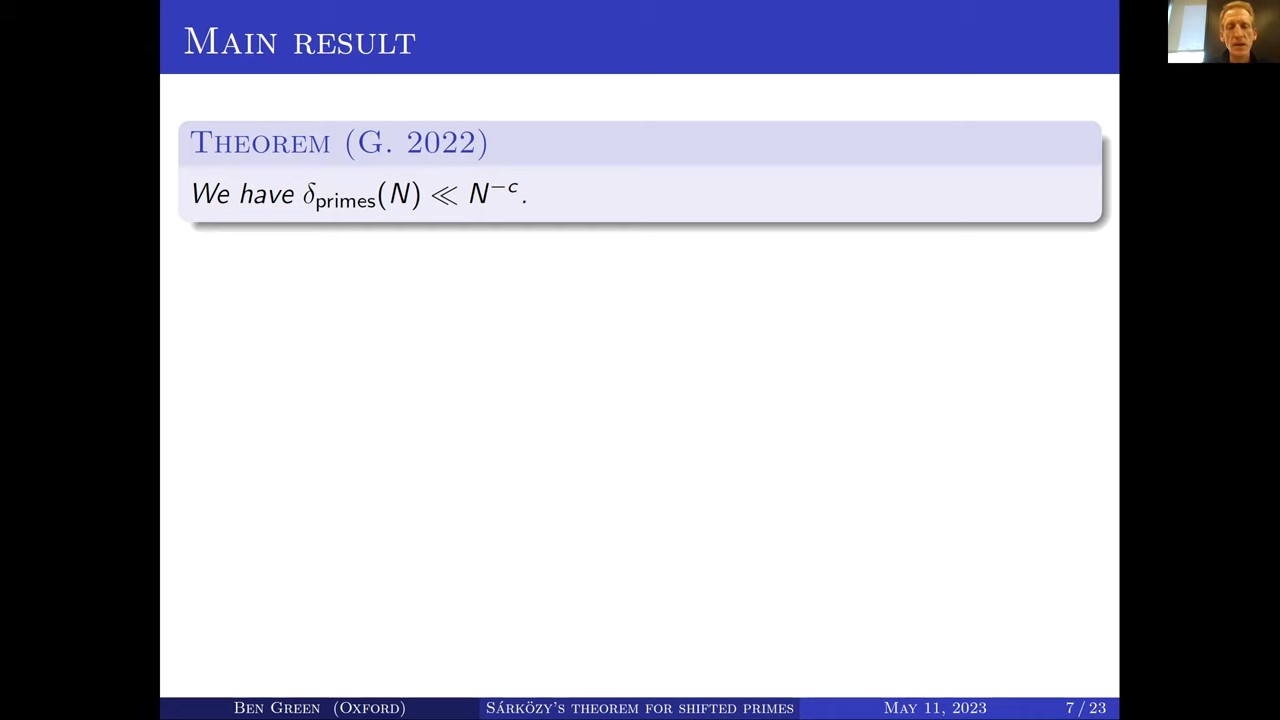 Main result
Theorem (G. 2022)
We have δ_primes(N) ≪ N^{−c}.
Ben Green (Oxford) Sárközy's theorem for shifted primes May 11, 2023 7 / 23